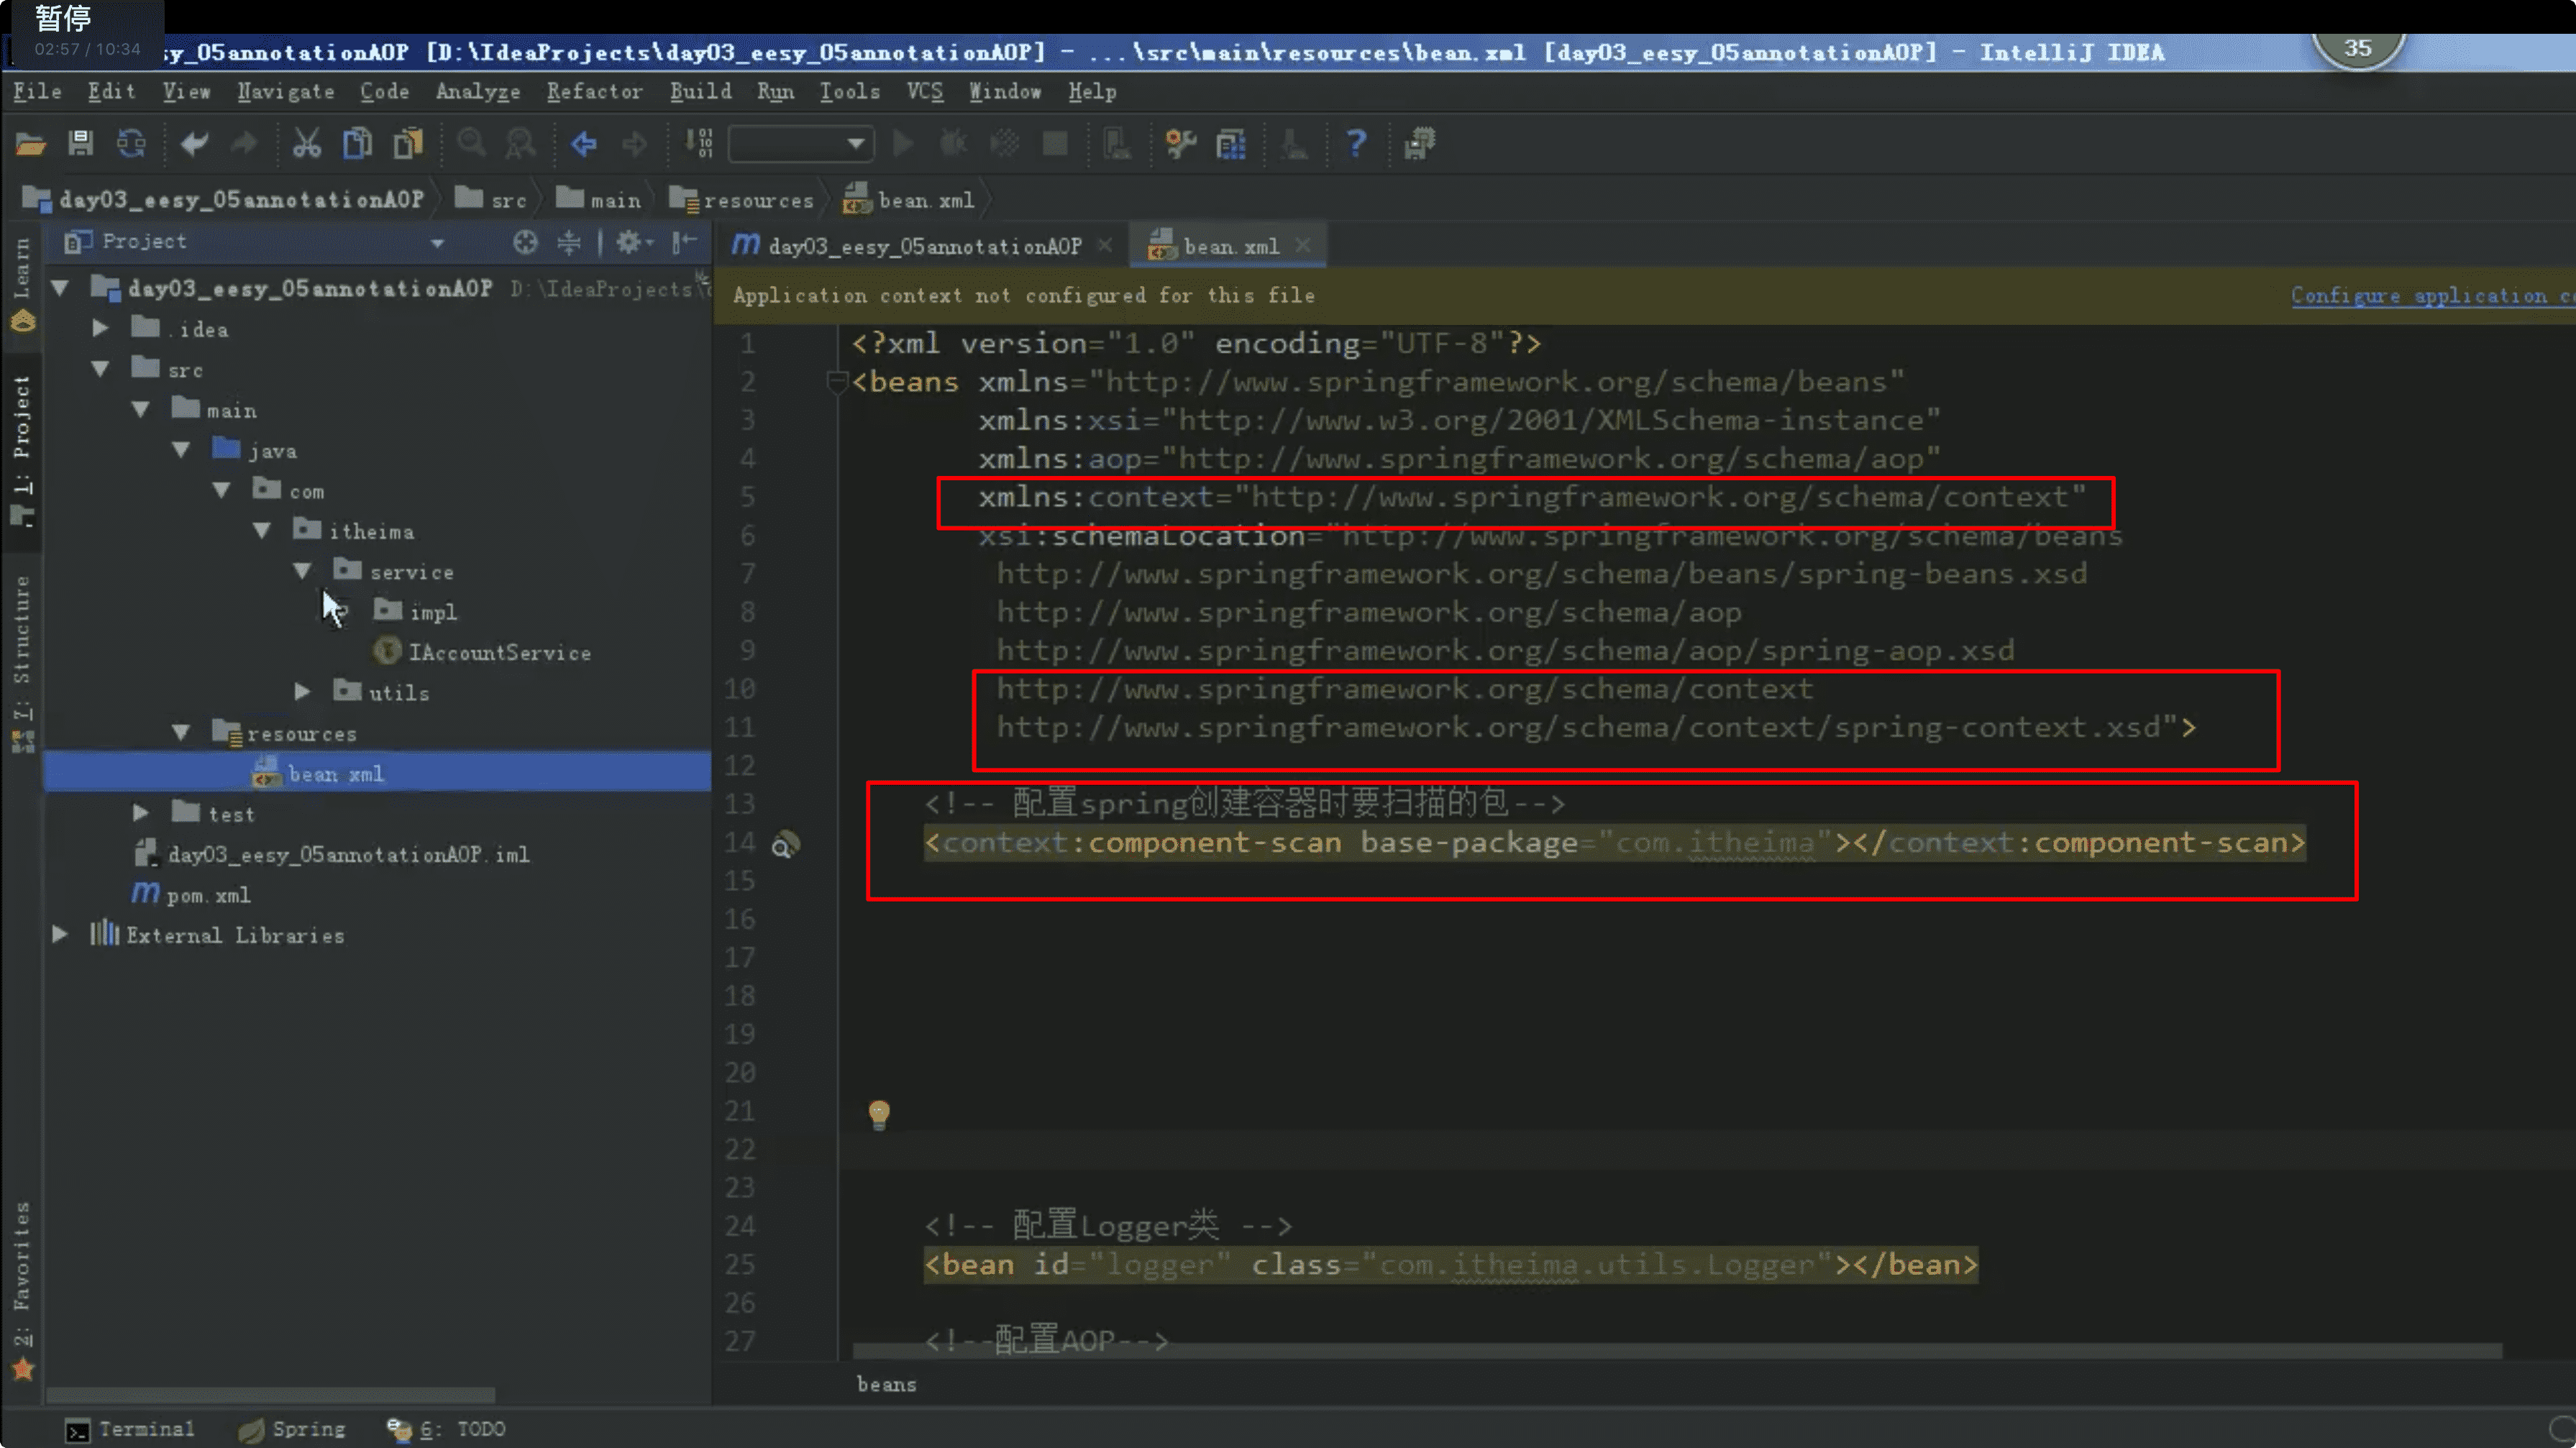 暂停
02:57 / 10:34
sy_05annotationAOP [D:\IdeaProjects\day03_eesy_05annotationAOP] - ...\src\main\resources\bean.xml [day03_eesy_05annotationAOP] - IntelliJ IDEA
35
File Edit View Navigate Code Analyze Refactor Build Run Tools VCS Window Help
day03_eesy_05annotationAOP src main resources bean.xml
Project
day03_eesy_05annotationAOP bean.xml
Learn
1: Project
7: Structure
2: Favorites
day03_eesy_05annotationAOP D:\IdeaProjects\
.idea
src
main
java
com
itheima
service
impl
IAccountService
utils
resources
bean.xml
test
day03_eesy_05annotationAOP.iml
pom.xml
External Libraries
Application context not configured for this file
Configure application
1 <?xml version="1.0" encoding="UTF-8"?>
2 <beans xmlns="http://www.springframework.org/schema/beans"
3 xmlns:xsi="http://www.w3.org/2001/XMLSchema-instance"
4 xmlns:aop="http://www.springframework.org/schema/aop"
5 xmlns:context="http://www.springframework.org/schema/context"
6 xsi:schemaLocation="http://www.springframework.org/schema/beans
7 http://www.springframework.org/schema/beans/spring-beans.xsd
8 http://www.springframework.org/schema/aop
9 http://www.springframework.org/schema/aop/spring-aop.xsd
10 http://www.springframework.org/schema/context
11 http://www.springframework.org/schema/context/spring-context.xsd">
12
13 <!-- 配置spring创建容器时要扫描的包-->
14 <context:component-scan base-package="com.itheima"></context:component-scan>
15
16
17
18
19
20
21
22
23
24 <!-- 配置Logger类 -->
25 <bean id="logger" class="com.itheima.utils.Logger"></bean>
26
27 <!--配置AOP-->
beans
Terminal Spring 6: TODO